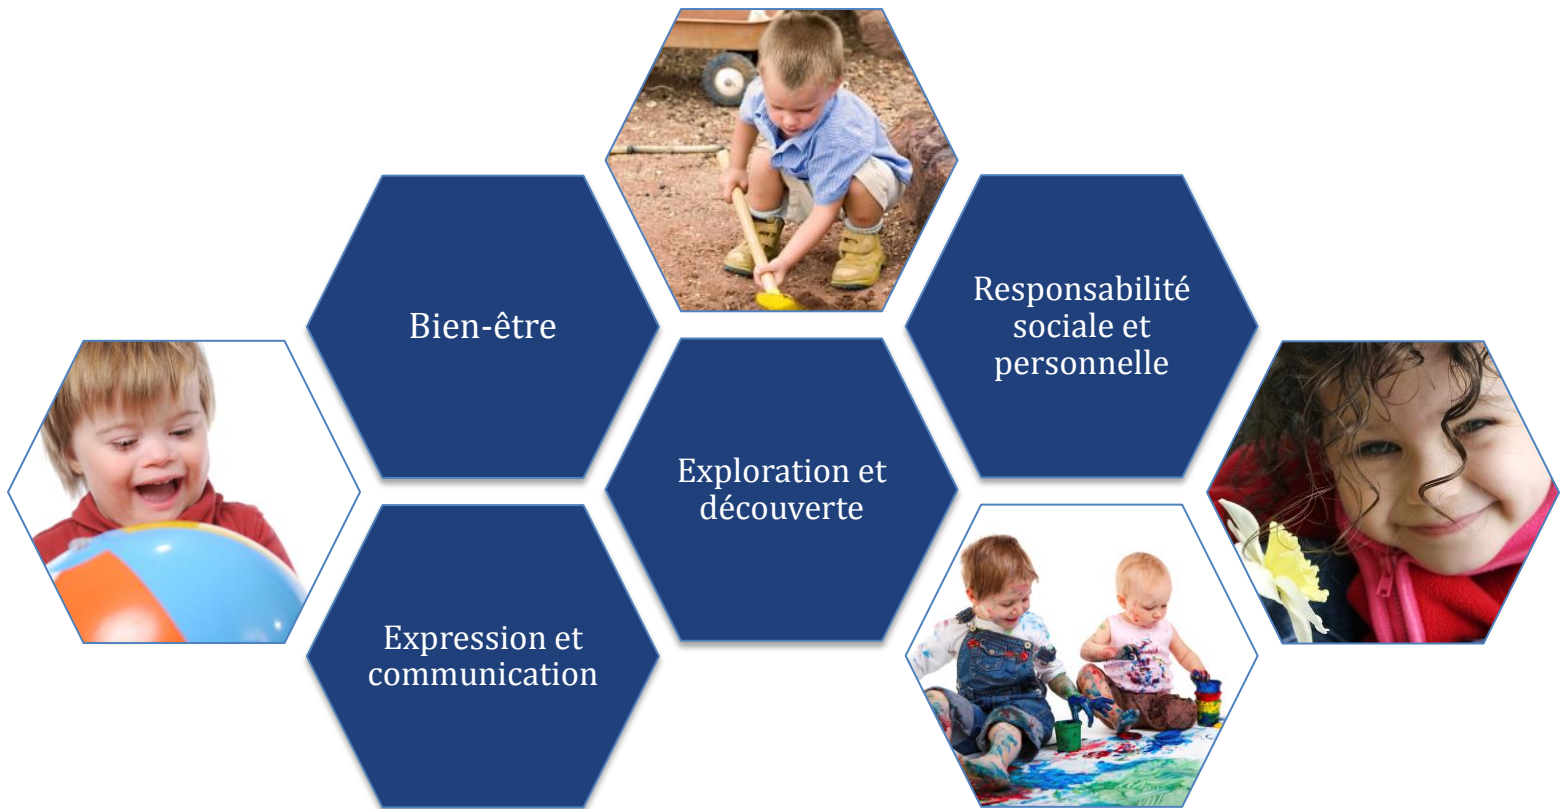 Bien-être
Responsabilité
sociale et
personnelle
Exploration et
découverte
Expression et
communication